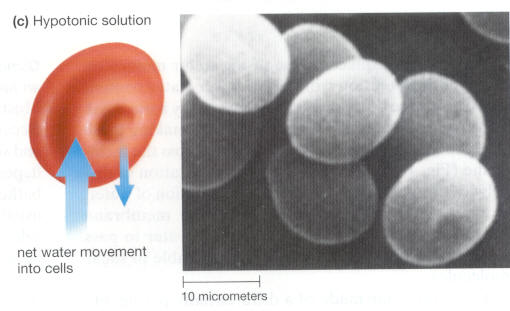 (c) Hypotonic solution
net water movement
into cells
10 micrometers